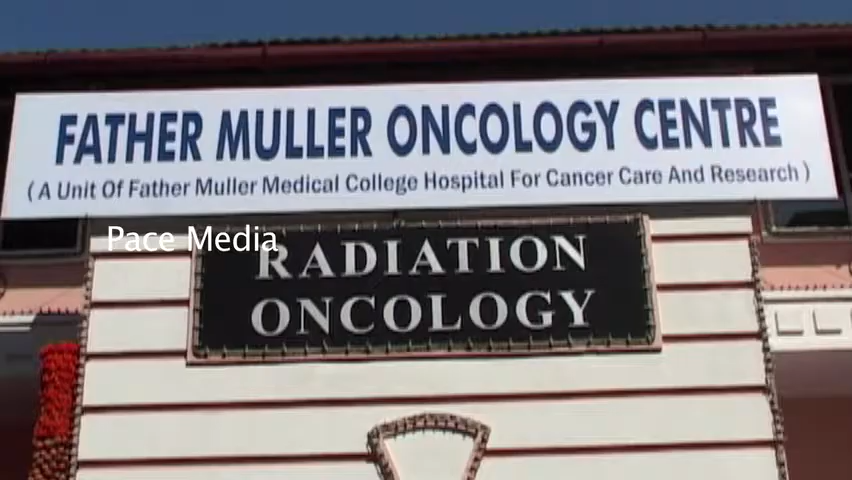 FATHER MULLER ONCOLOGY CENTRE
( A Unit Of Father Muller Medical College Hospital For Cancer Care And Research )
Pace Media
RADIATION
ONCOLOGY